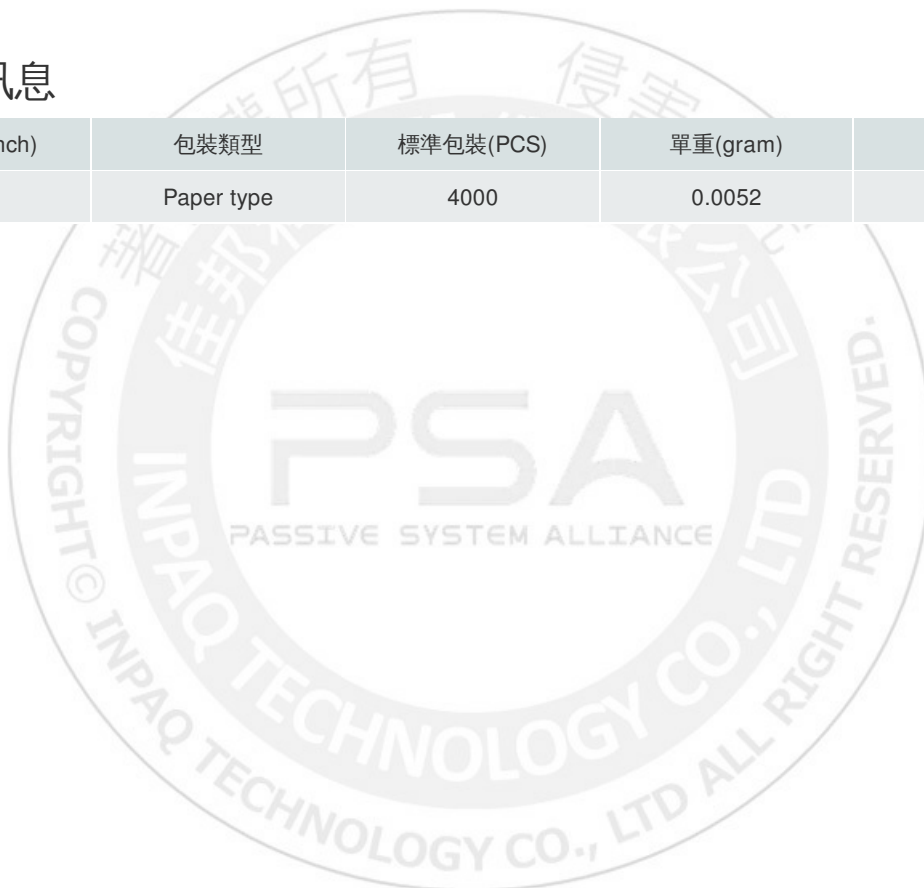 訊息
nch) 包裝類型 標準包裝(PCS) 單重(gram)
Paper type 4000 0.0052
著作權所有 侵害
佳邦科技股份有限公司
PSA
PASSIVE SYSTEM ALLIANCE
INPAQ TECHNOLOGY CO., LTD
COPYRIGHT © INPAQ TECHNOLOGY CO., LTD ALL RIGHT RESERVED.